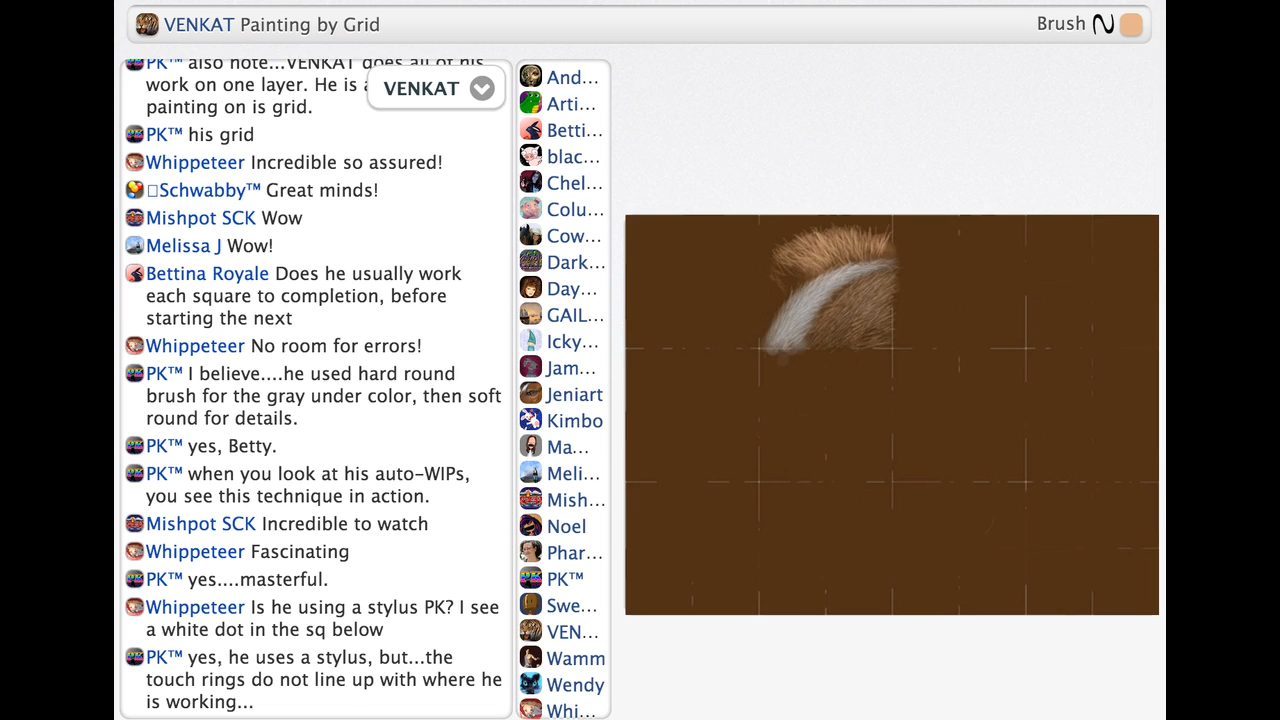 VENKAT Painting by Grid
Brush
PK™ also note...VENKAT does all of his
work on one layer. He is a
painting on is grid.
VENKAT
PK™ his grid
Whippeteer Incredible so assured!
Schwabby™ Great minds!
Mishpot SCK Wow
Melissa J Wow!
Bettina Royale Does he usually work
each square to completion, before
starting the next
Whippeteer No room for errors!
PK™ I believe....he used hard round
brush for the gray under color, then soft
round for details.
PK™ yes, Betty.
PK™ when you look at his auto-WIPs,
you see this technique in action.
Mishpot SCK Incredible to watch
Whippeteer Fascinating
PK™ yes....masterful.
Whippeteer Is he using a stylus PK? I see
a white dot in the sq below
PK™ yes, he uses a stylus, but...the
touch rings do not line up with where he
is working...
And...
Arti...
Betti...
blac...
Chel...
Colu...
Cow...
Dark...
Day...
GAIL...
Icky...
Jam...
Jeniart
Kimbo
Ma...
Meli...
Mish...
Noel
Phar...
PK™
Swe...
VEN...
Wamm
Wendy
Whi...